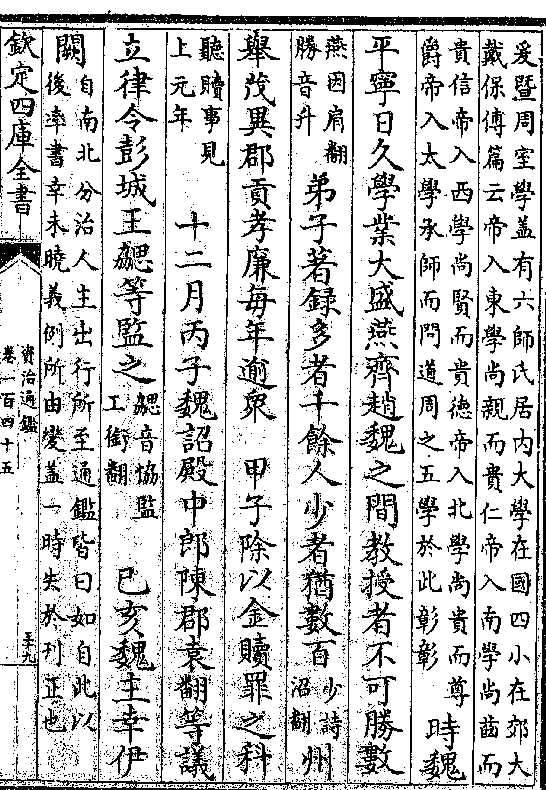 爰暨周室學蓋有六師氏居内大學在國四小在郊大
戴保傅篇云帝入東學尚親而貴仁帝入南學尚齒而
貴信帝入西學尚賢而貴德帝入北學尚貴而尊
爵帝入太學承師而問道周之五學於此彰彰
時魏
平寧日久學業大盛燕齊趙魏之間教授者不可勝數
燕因肩翻
勝音升
弟子著録多者千餘人少者猶數百
少詩
沼翻
州
舉茂異郡貢孝廉每年逾衆　甲子除以金贖罪之科
聽贖事見
上元年
十二月丙子魏詔殿中郎陳郡袁翻等議
立律令彭城王勰等監之
勰音協監
工銜翻
己亥魏主幸伊
闕
自南北分治人主出行所至通鑑皆曰如自此以
後率書幸未曉義例所由變蓋一時失於刊正也
欽定四庫全書
資治通鑑
卷一百四十五
三十九